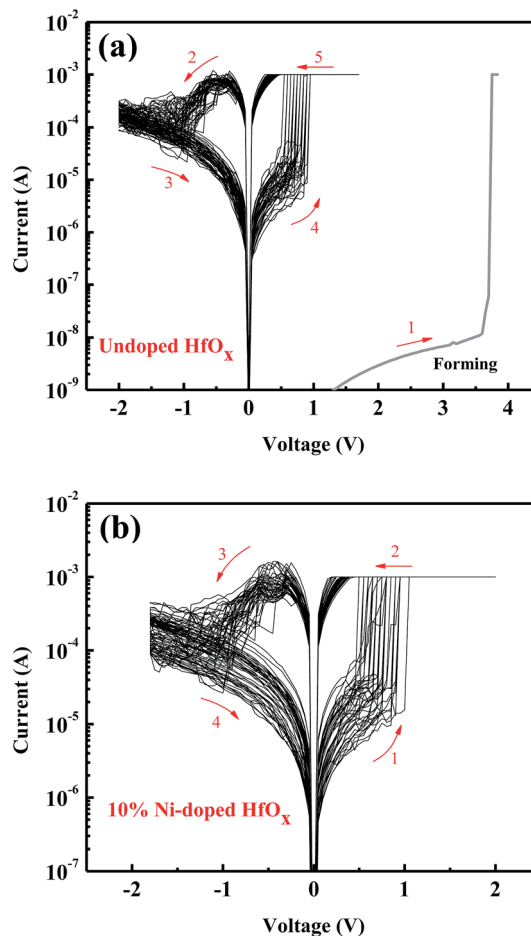 (a)
10⁻²
10⁻³
10⁻⁴
10⁻⁵
10⁻⁶
10⁻⁷
10⁻⁸
10⁻⁹
Current (A)
2
5
3
4
1
Undoped HfOₓ
Forming
-2 -1 0 1 2 3 4
Voltage (V)
(b)
10⁻²
10⁻³
10⁻⁴
10⁻⁵
10⁻⁶
10⁻⁷
Current (A)
3
2
4
1
10% Ni-doped HfOₓ
-2 -1 0 1 2
Voltage (V)